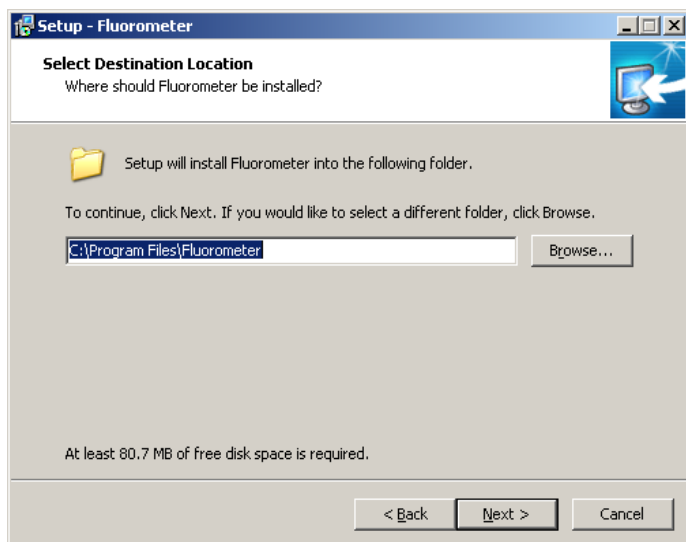 Setup - Fluorometer
Select Destination Location
Where should Fluorometer be installed?
Setup will install Fluorometer into the following folder.
To continue, click Next. If you would like to select a different folder, click Browse.
C:\Program Files\Fluorometer
Browse...
At least 80.7 MB of free disk space is required.
< Back
Next >
Cancel